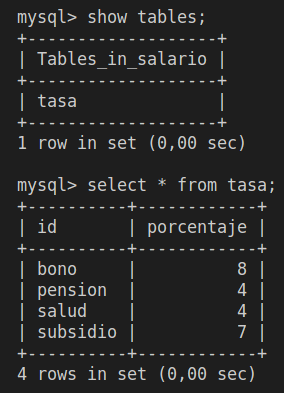 mysql> show tables;
+-------------------+
| Tables_in_salario |
+-------------------+
| tasa              |
+-------------------+
1 row in set (0,00 sec)

mysql> select * from tasa;
+----------+------------+
| id       | porcentaje |
+----------+------------+
| bono     |          8 |
| pension  |          4 |
| salud    |          4 |
| subsidio |          7 |
+----------+------------+
4 rows in set (0,00 sec)